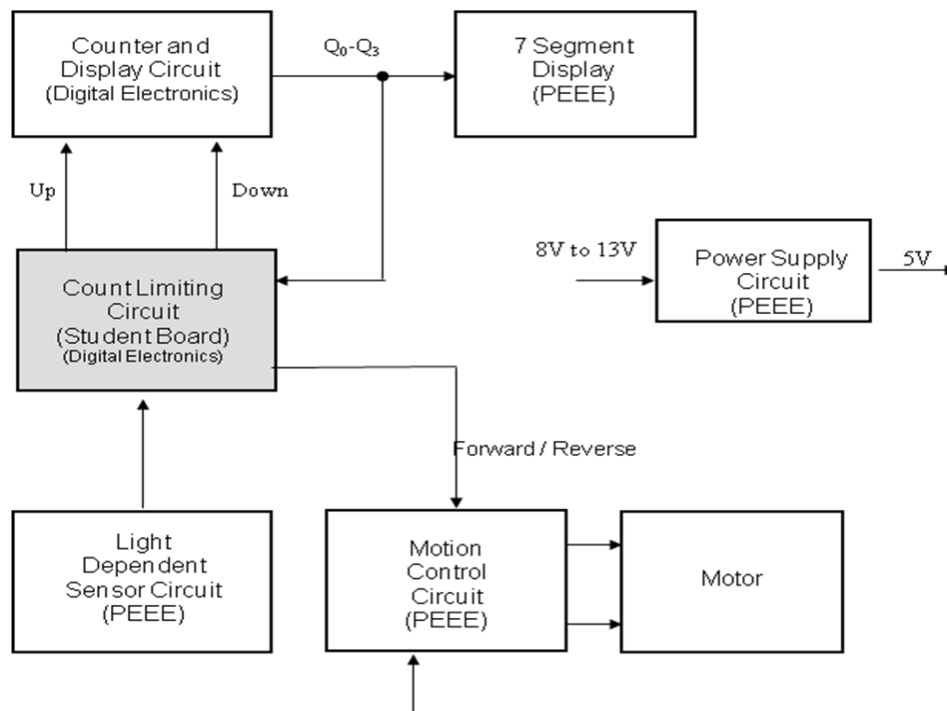 Counter and
Display Circuit
(Digital Electronics)
Q0-Q3
7 Segment
Display
(PEEE)
Up
Down
8V to 13V
Power Supply
Circuit
(PEEE)
5V
Count Limiting
Circuit
(Student Board)
(Digital Electronics)
Forward / Reverse
Light
Dependent
Sensor Circuit
(PEEE)
Motion
Control
Circuit
(PEEE)
Motor